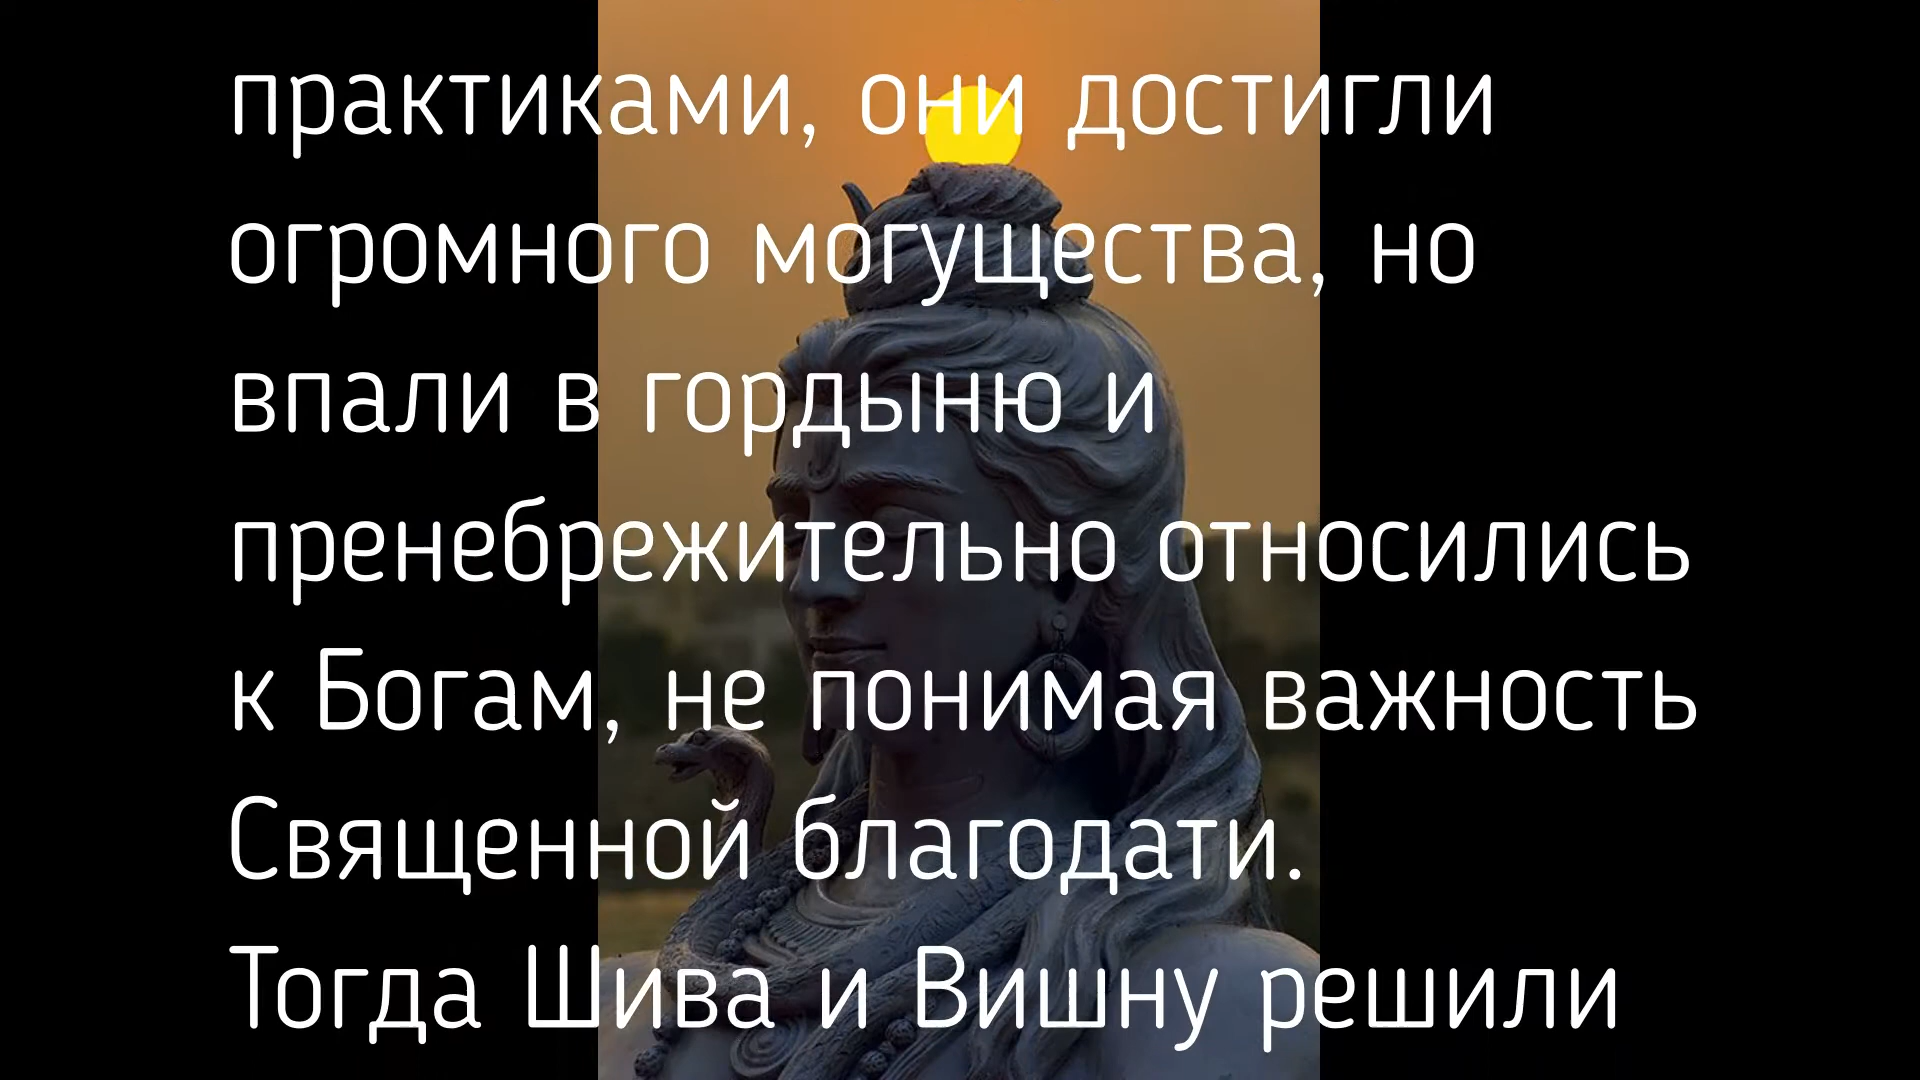 практиками, они достигли
огромного могущества, но
впали в гордыню и
пренебрежительно относились
к Богам, не понимая важность
Священной благодати.
Тогда Шива и Вишну решили